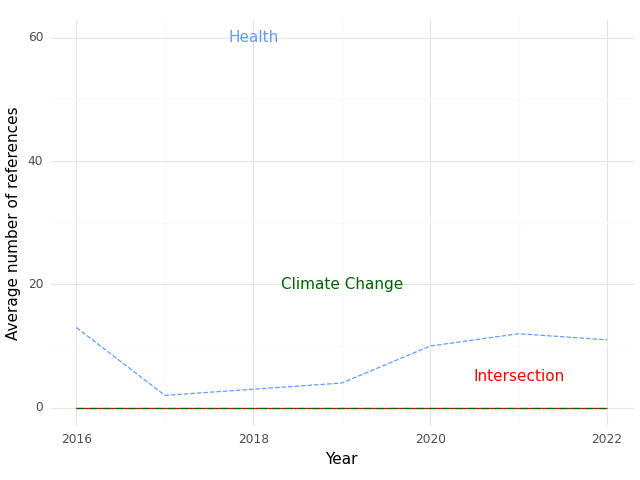 60
Health
40
Average number of references
20
Climate Change
Intersection
0
2016
2018
2020
2022
Year